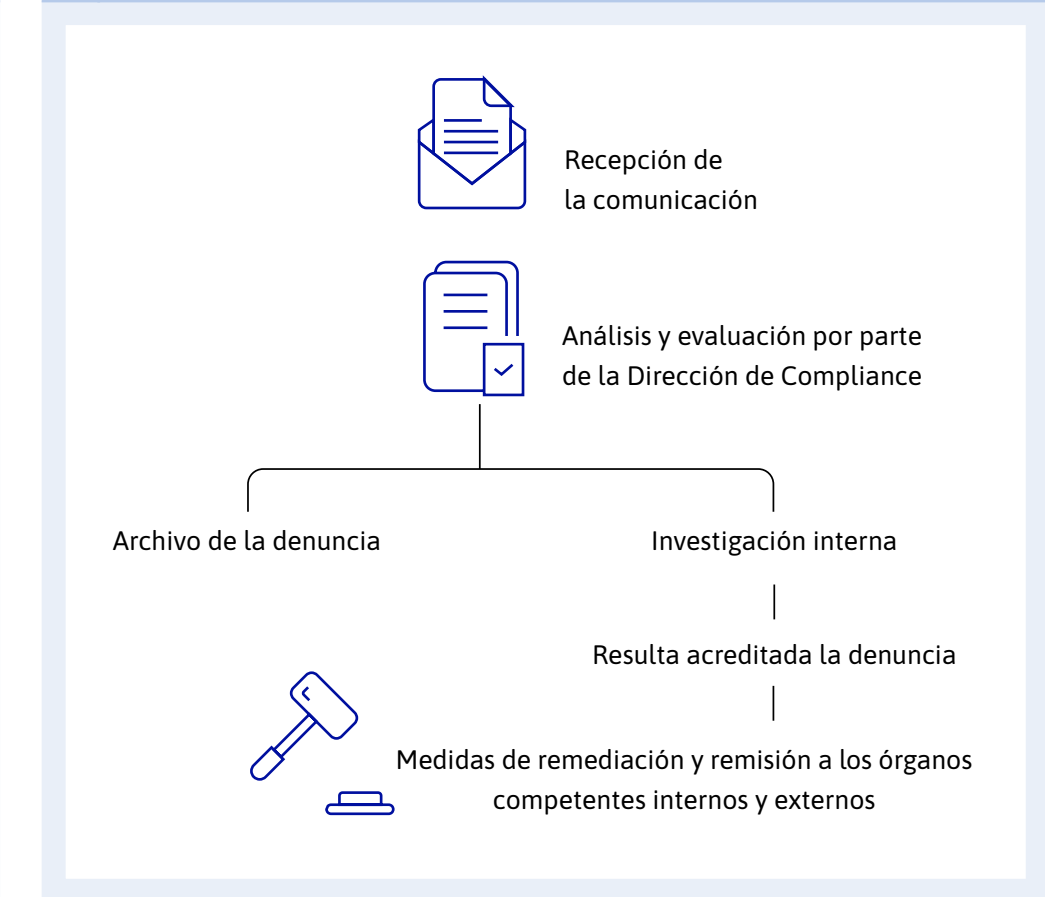 Recepción de
la comunicación
Análisis y evaluación por parte
de la Dirección de Compliance
Archivo de la denuncia
Investigación interna
Resulta acreditada la denuncia
Medidas de remediación y remisión a los órganos
competentes internos y externos